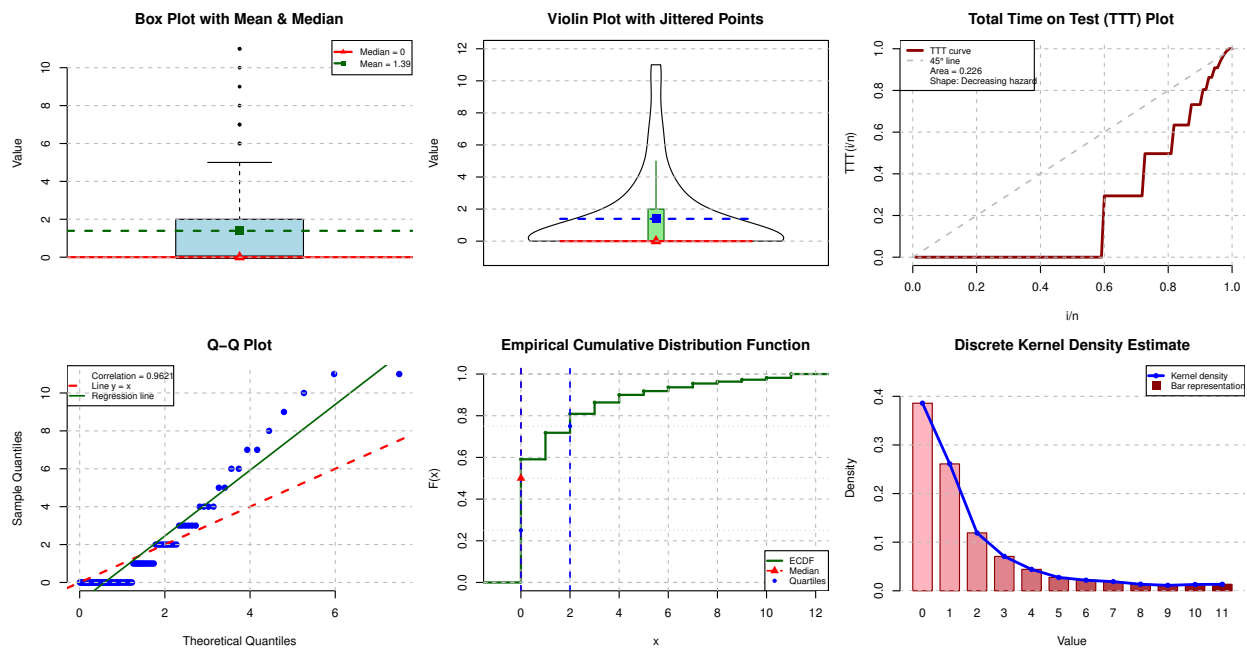 Box Plot with Mean & Median
Median = 0
Mean = 1.39
Value
0
2
4
6
8
10
Violin Plot with Jittered Points
Value
0
2
4
6
8
10
12
Total Time on Test (TTT) Plot
TTT curve
45° line
Area = 0.226
Shape: Decreasing hazard
TTT(i/n)
0.0
0.2
0.4
0.6
0.8
1.0
0.0 0.2 0.4 0.6 0.8 1.0
i/n
Q−Q Plot
Correlation = 0.9621
Line y = x
Regression line
Sample Quantiles
0
2
4
6
8
10
0 2 4 6
Theoretical Quantiles
Empirical Cumulative Distribution Function
F(x)
0.0
0.2
0.4
0.6
0.8
1.0
ECDF
Median
Quartiles
0 2 4 6 8 10 12
x
Discrete Kernel Density Estimate
Kernel density
Bar representation
Density
0.0
0.1
0.2
0.3
0.4
0 1 2 3 4 5 6 7 8 9 10 11
Value